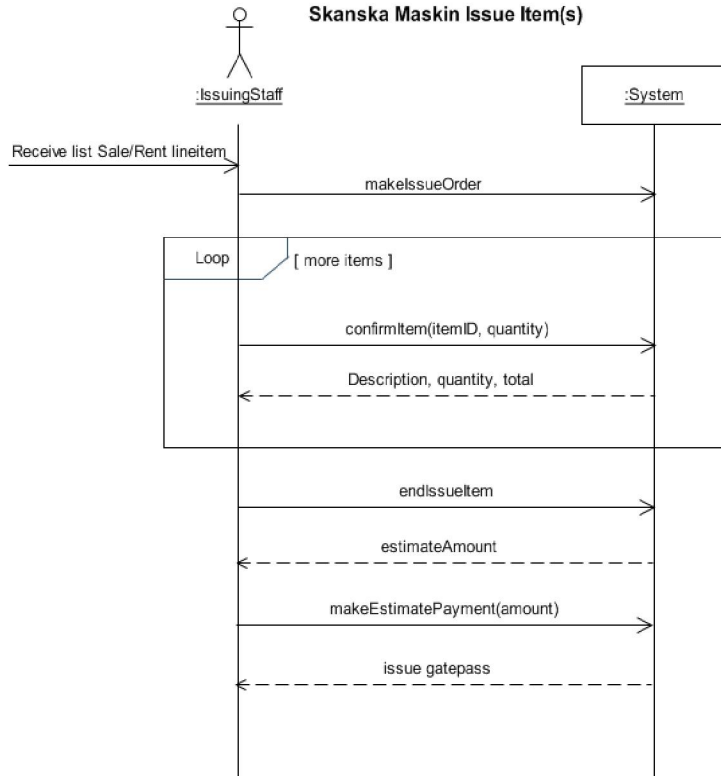 Skanska Maskin Issue Item(s)
:IssuingStaff
:System
Receive list Sale/Rent lineitem
makeIssueOrder
Loop
[ more items ]
confirmItem(itemID, quantity)
Description, quantity, total
endIssueItem
estimateAmount
makeEstimatePayment(amount)
issue gatepass